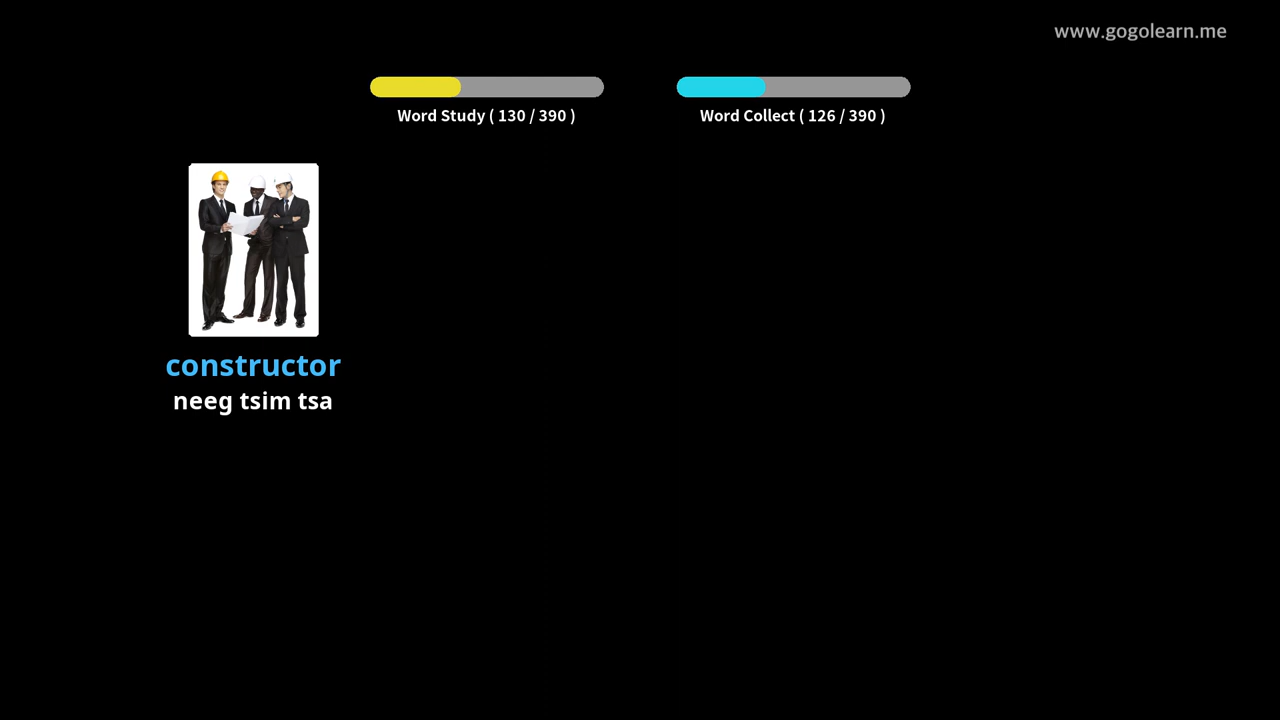 www.gogolearn.me
Word Study ( 130 / 390 )
Word Collect ( 126 / 390 )
constructor
neeg tsim tsa